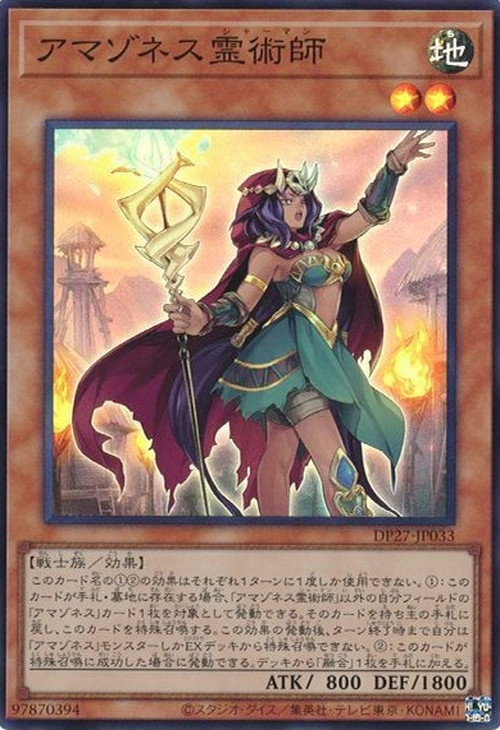 シャーマン
アマゾネス霊術師
地
DP27-JP033
【戦士族／効果】
このカード名の①②の効果はそれぞれ1ターンに1度しか使用できない。①：この
カードが手札・墓地に存在する場合、「アマゾネス霊術師」以外の自分フィールドの
「アマゾネス」カード1枚を対象として発動できる。そのカードを持ち主の手札に
戻し、このカードを特殊召喚する。この効果の発動後、ターン終了時まで自分は
「アマゾネス」モンスターしかEXデッキから特殊召喚できない。②：このカードが
特殊召喚に成功した場合に発動できる。デッキから「融合」1枚を手札に加える。
ATK/ 800 DEF/1800
97870394
©スタジオ・ダイス／集英社・テレビ東京・KONAMI